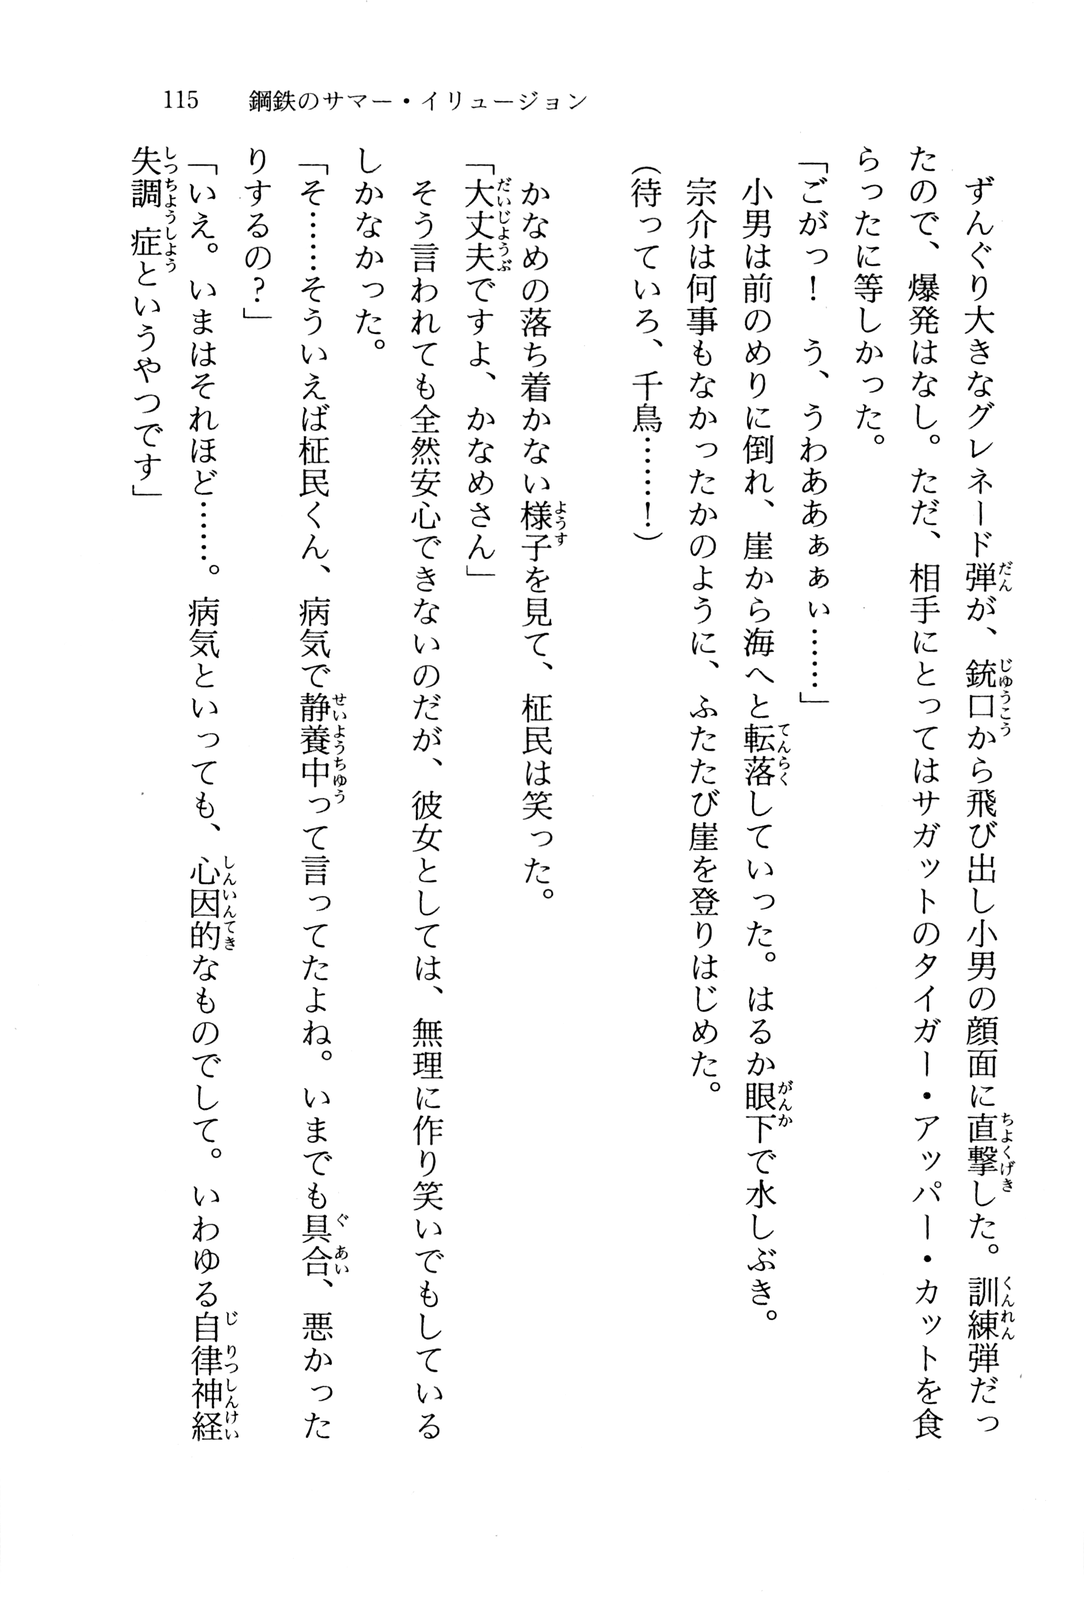 115　鋼鉄のサマー・イリュージョン
　ずんぐり大きなグレネード弾が、銃口から飛び出し小男の顔面に直撃した。訓練弾だっ
たので、爆発はなし。ただ、相手にとってはサガットのタイガー・アッパー・カットを食
らったに等しかった。
「ごがっ！　う、うわああぁぁぃ……」
　小男は前のめりに倒れ、崖から海へと転落していった。はるか眼下で水しぶき。
　宗介は何事もなかったかのように、ふたたび崖を登りはじめた。
（待っていろ、千鳥……！）
　かなめの落ち着かない様子を見て、柾民は笑った。
「大丈夫ですよ、かなめさん」
　そう言われても全然安心できないのだが、彼女としては、無理に作り笑いでもしている
しかなかった。
「そ……そういえば柾民くん、病気で静養中って言ってたよね。いまでも具合、悪かった
りするの？」
「いえ。いまはそれほど……。病気といっても、心因的なものでして。いわゆる自律神経
失調症というやつです」